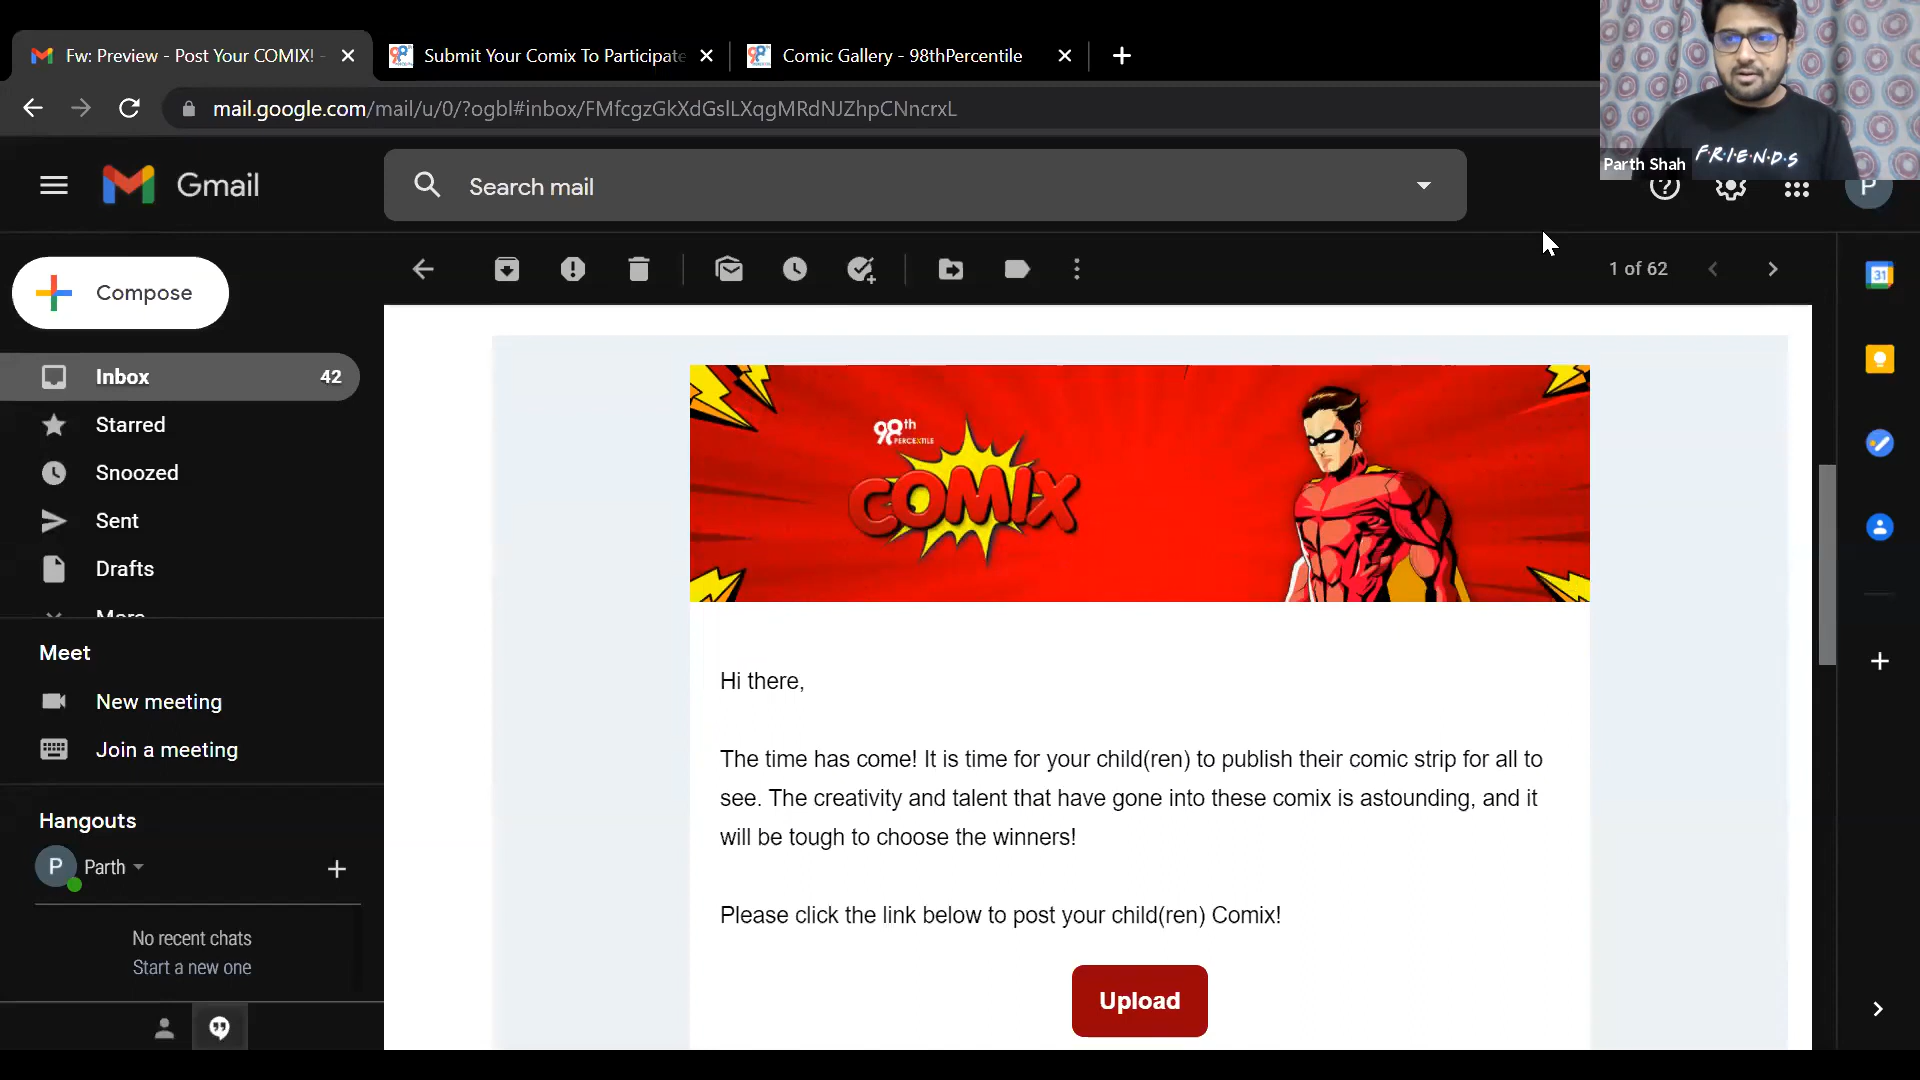 Fw: Preview - Post Your COMIX! -
Submit Your Comix To Participate
Comic Gallery - 98thPercentile
mail.google.com/mail/u/0/?ogbl#inbox/FMfcgzGkXdGslLXqgMRdNJZhpCNncrxL
Parth Shah
F·R·I·E·N·D·S
Gmail
Search mail
P
Compose
1 of 62
31
Inbox 42
Starred
Snoozed
Sent
Drafts
More
Meet
New meeting
Join a meeting
Hangouts
P Parth
No recent chats
Start a new one
98th
PERCENTILE
COMIX
Hi there,
The time has come! It is time for your child(ren) to publish their comic strip for all to
see. The creativity and talent that have gone into these comix is astounding, and it
will be tough to choose the winners!
Please click the link below to post your child(ren) Comix!
Upload